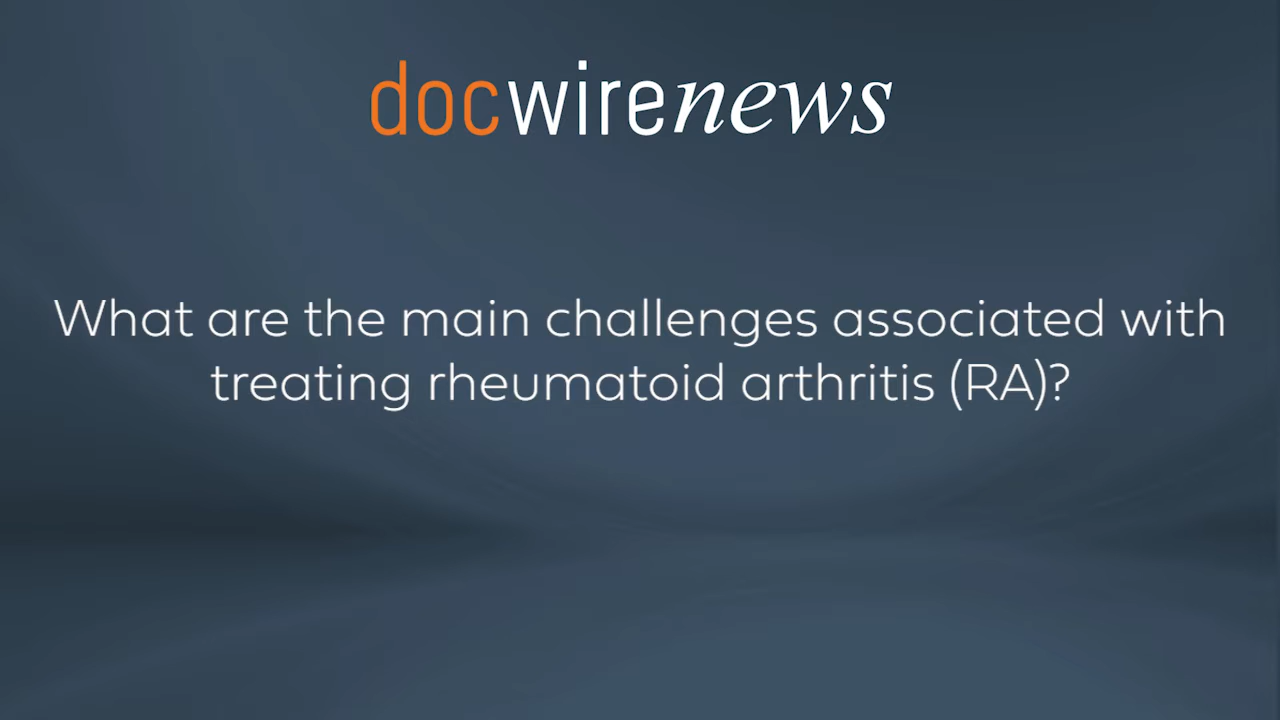 docwirenews
What are the main challenges associated with
treating rheumatoid arthritis (RA)?